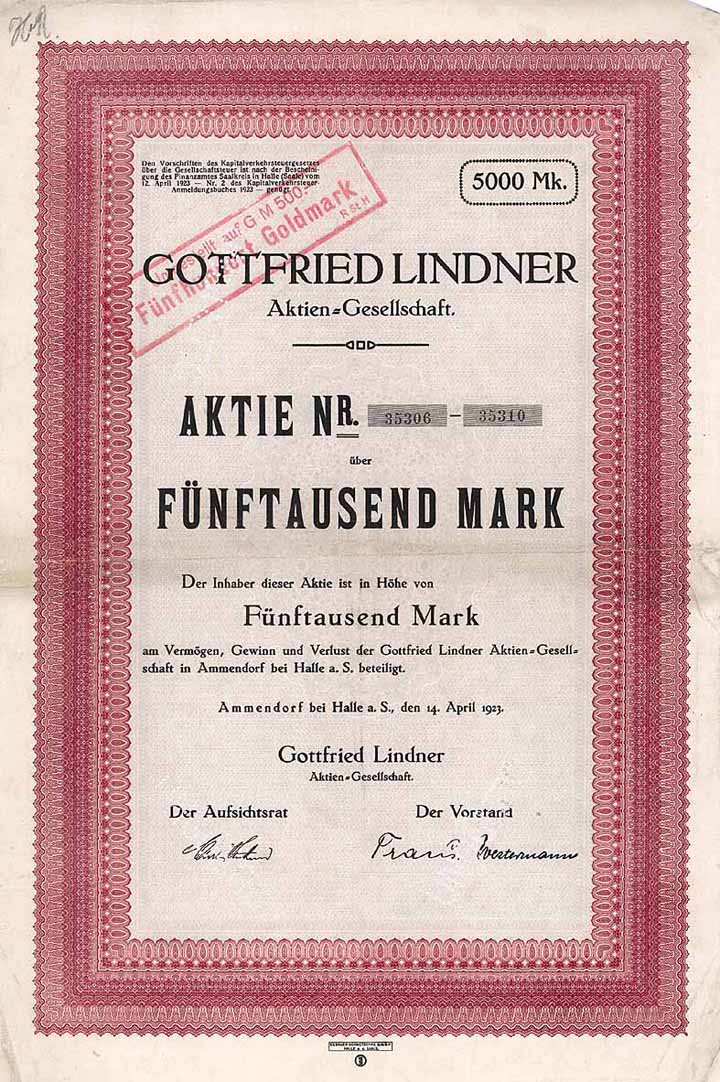 Den Vorschriften des Kapitalverkehrsteuergesetzes
über die Gesellschaftsteuer ist nach der Bescheini-
gung des Finanzamtes Saalkreis in Halle (Saale) vom
12. April 1923 — Nr. 2 des Kapitalverkehrsteuer-
Anmeldungsbuches 1923 — genügt.
5000 Mk.
auf G M 500.-
Fünfhundert Goldmark
GOTTFRIED LINDNER
Aktien=Gesellschaft.
AKTIE NR. 35306 — 35310
über
FÜNFTAUSEND MARK
Der Inhaber dieser Aktie ist in Höhe von
Fünftausend Mark
am Vermögen, Gewinn und Verlust der Gottfried Lindner Aktien=Gesell=
schaft in Ammendorf bei Halle a. S. beteiligt.
Ammendorf bei Halle a. S., den 14. April 1923.
Gottfried Lindner
Aktien=Gesellschaft.
Der Aufsichtsrat Der Vorstand
Westermann